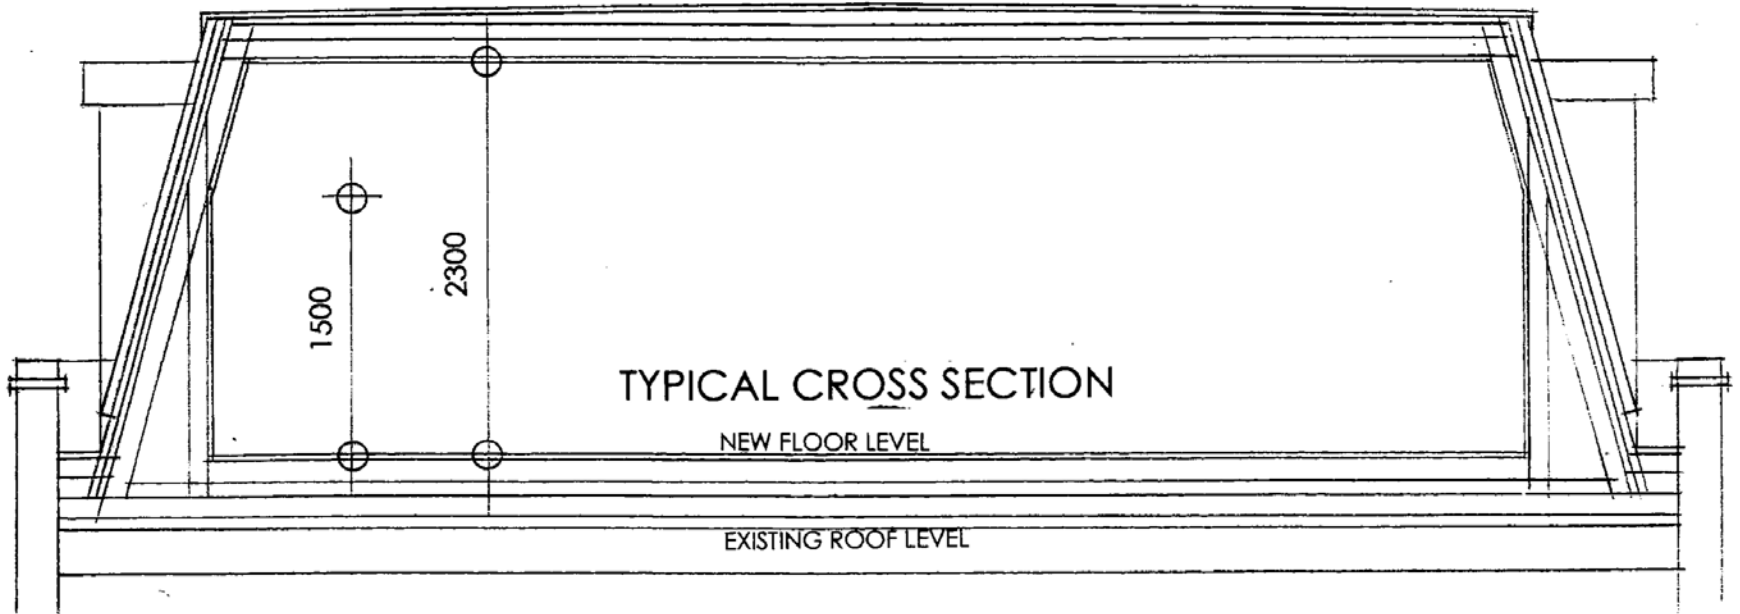 2300
1500
TYPICAL CROSS SECTION
NEW FLOOR LEVEL
EXISTING ROOF LEVEL